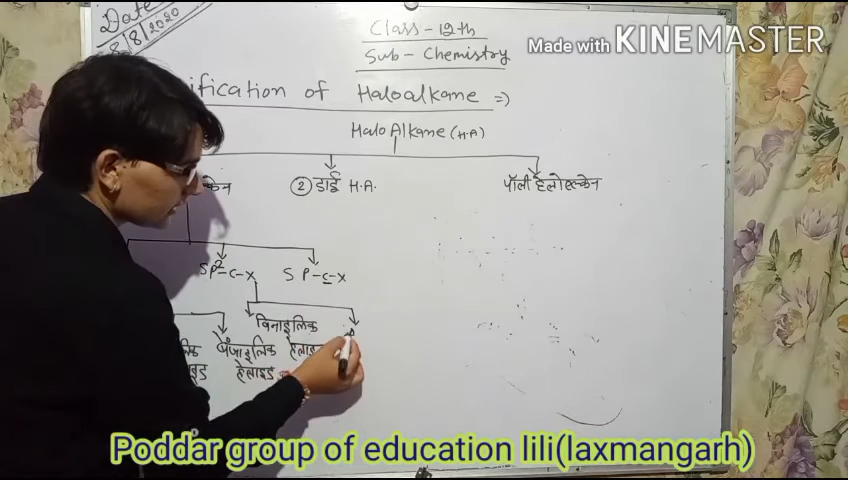 Date
8/8/2020
Class-12th
Sub- Chemistry
Made with KINEMASTER
ification of Haloalkane =>
Halo Alkane (H.A)
② डाई H.A.
पॉली हेलोएल्केन
SP²-C-X
SP-C-X
विनाइलिक
बेंजाइलिक
हेलाइड
Poddar group of education lili(laxmangarh)